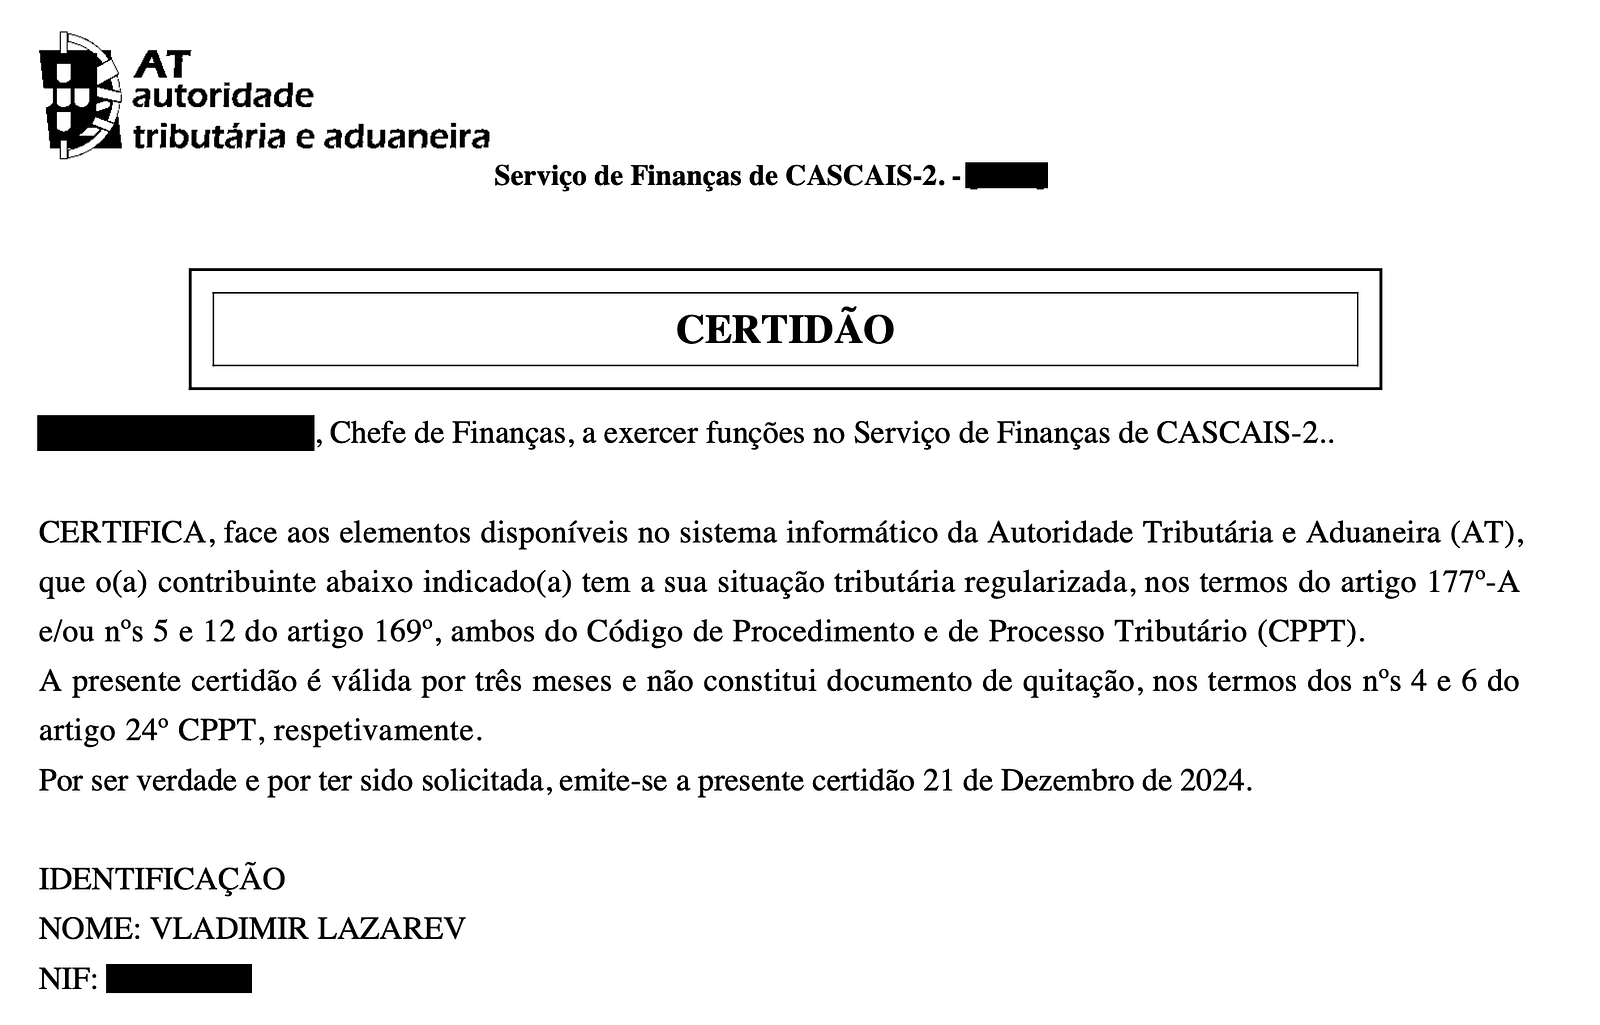 AT
autoridade
tributária e aduaneira
Serviço de Finanças de CASCAIS-2. -
CERTIDÃO
, Chefe de Finanças, a exercer funções no Serviço de Finanças de CASCAIS-2..
CERTIFICA, face aos elementos disponíveis no sistema informático da Autoridade Tributária e Aduaneira (AT),
que o(a) contribuinte abaixo indicado(a) tem a sua situação tributária regularizada, nos termos do artigo 177º-A
e/ou nºs 5 e 12 do artigo 169º, ambos do Código de Procedimento e de Processo Tributário (CPPT).
A presente certidão é válida por três meses e não constitui documento de quitação, nos termos dos nºs 4 e 6 do
artigo 24º CPPT, respetivamente.
Por ser verdade e por ter sido solicitada, emite-se a presente certidão 21 de Dezembro de 2024.
IDENTIFICAÇÃO
NOME: VLADIMIR LAZAREV
NIF: